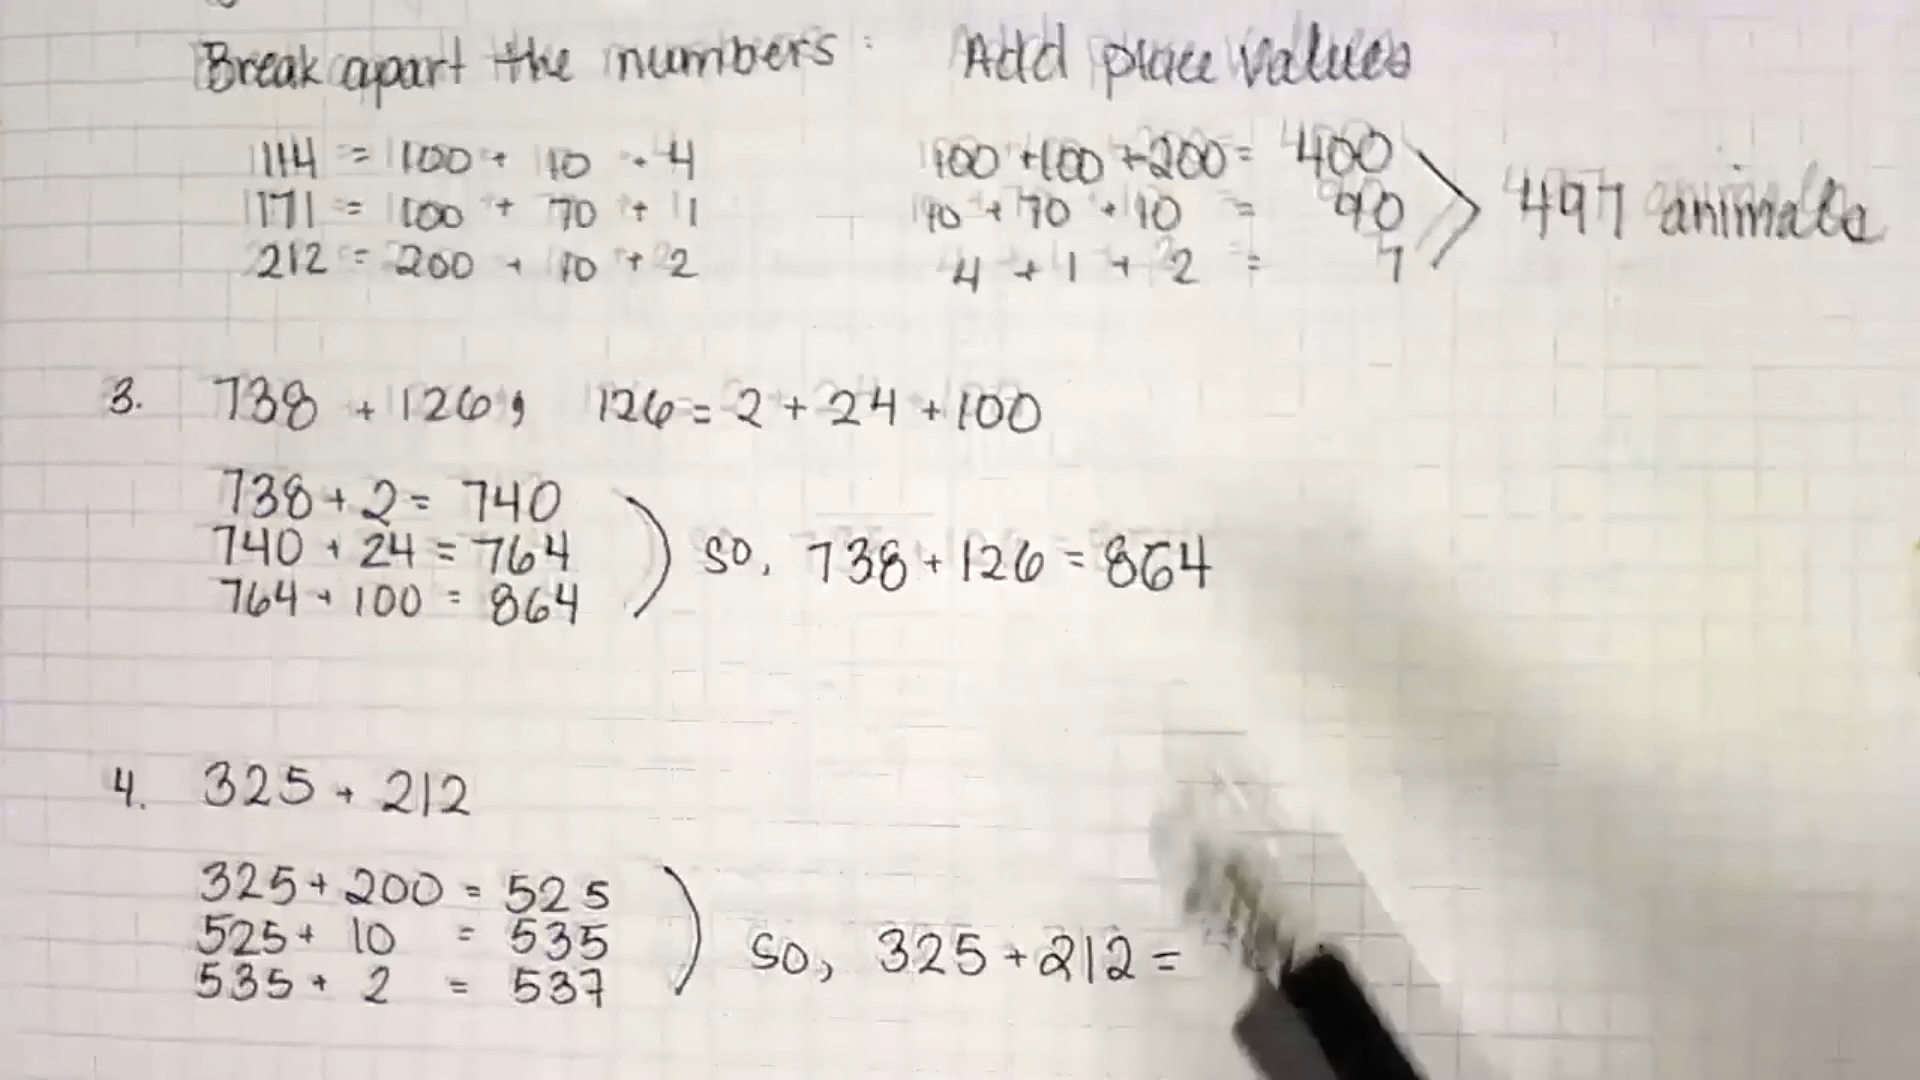 Break apart the numbers: Add place values
114 = 100 + 10 + 4 100 + 100 + 200 = 400
171 = 100 + 70 + 1 10 + 70 + 10 = 90 497 animals
212 = 200 + 10 + 2 4 + 1 + 2 = 7
3. 738 + 126, 126 = 2 + 24 + 100
738 + 2 = 740
740 + 24 = 764 so, 738 + 126 = 864
764 + 100 = 864
4. 325 + 212
325 + 200 = 525
525 + 10 = 535 so, 325 + 212 =
535 + 2 = 537